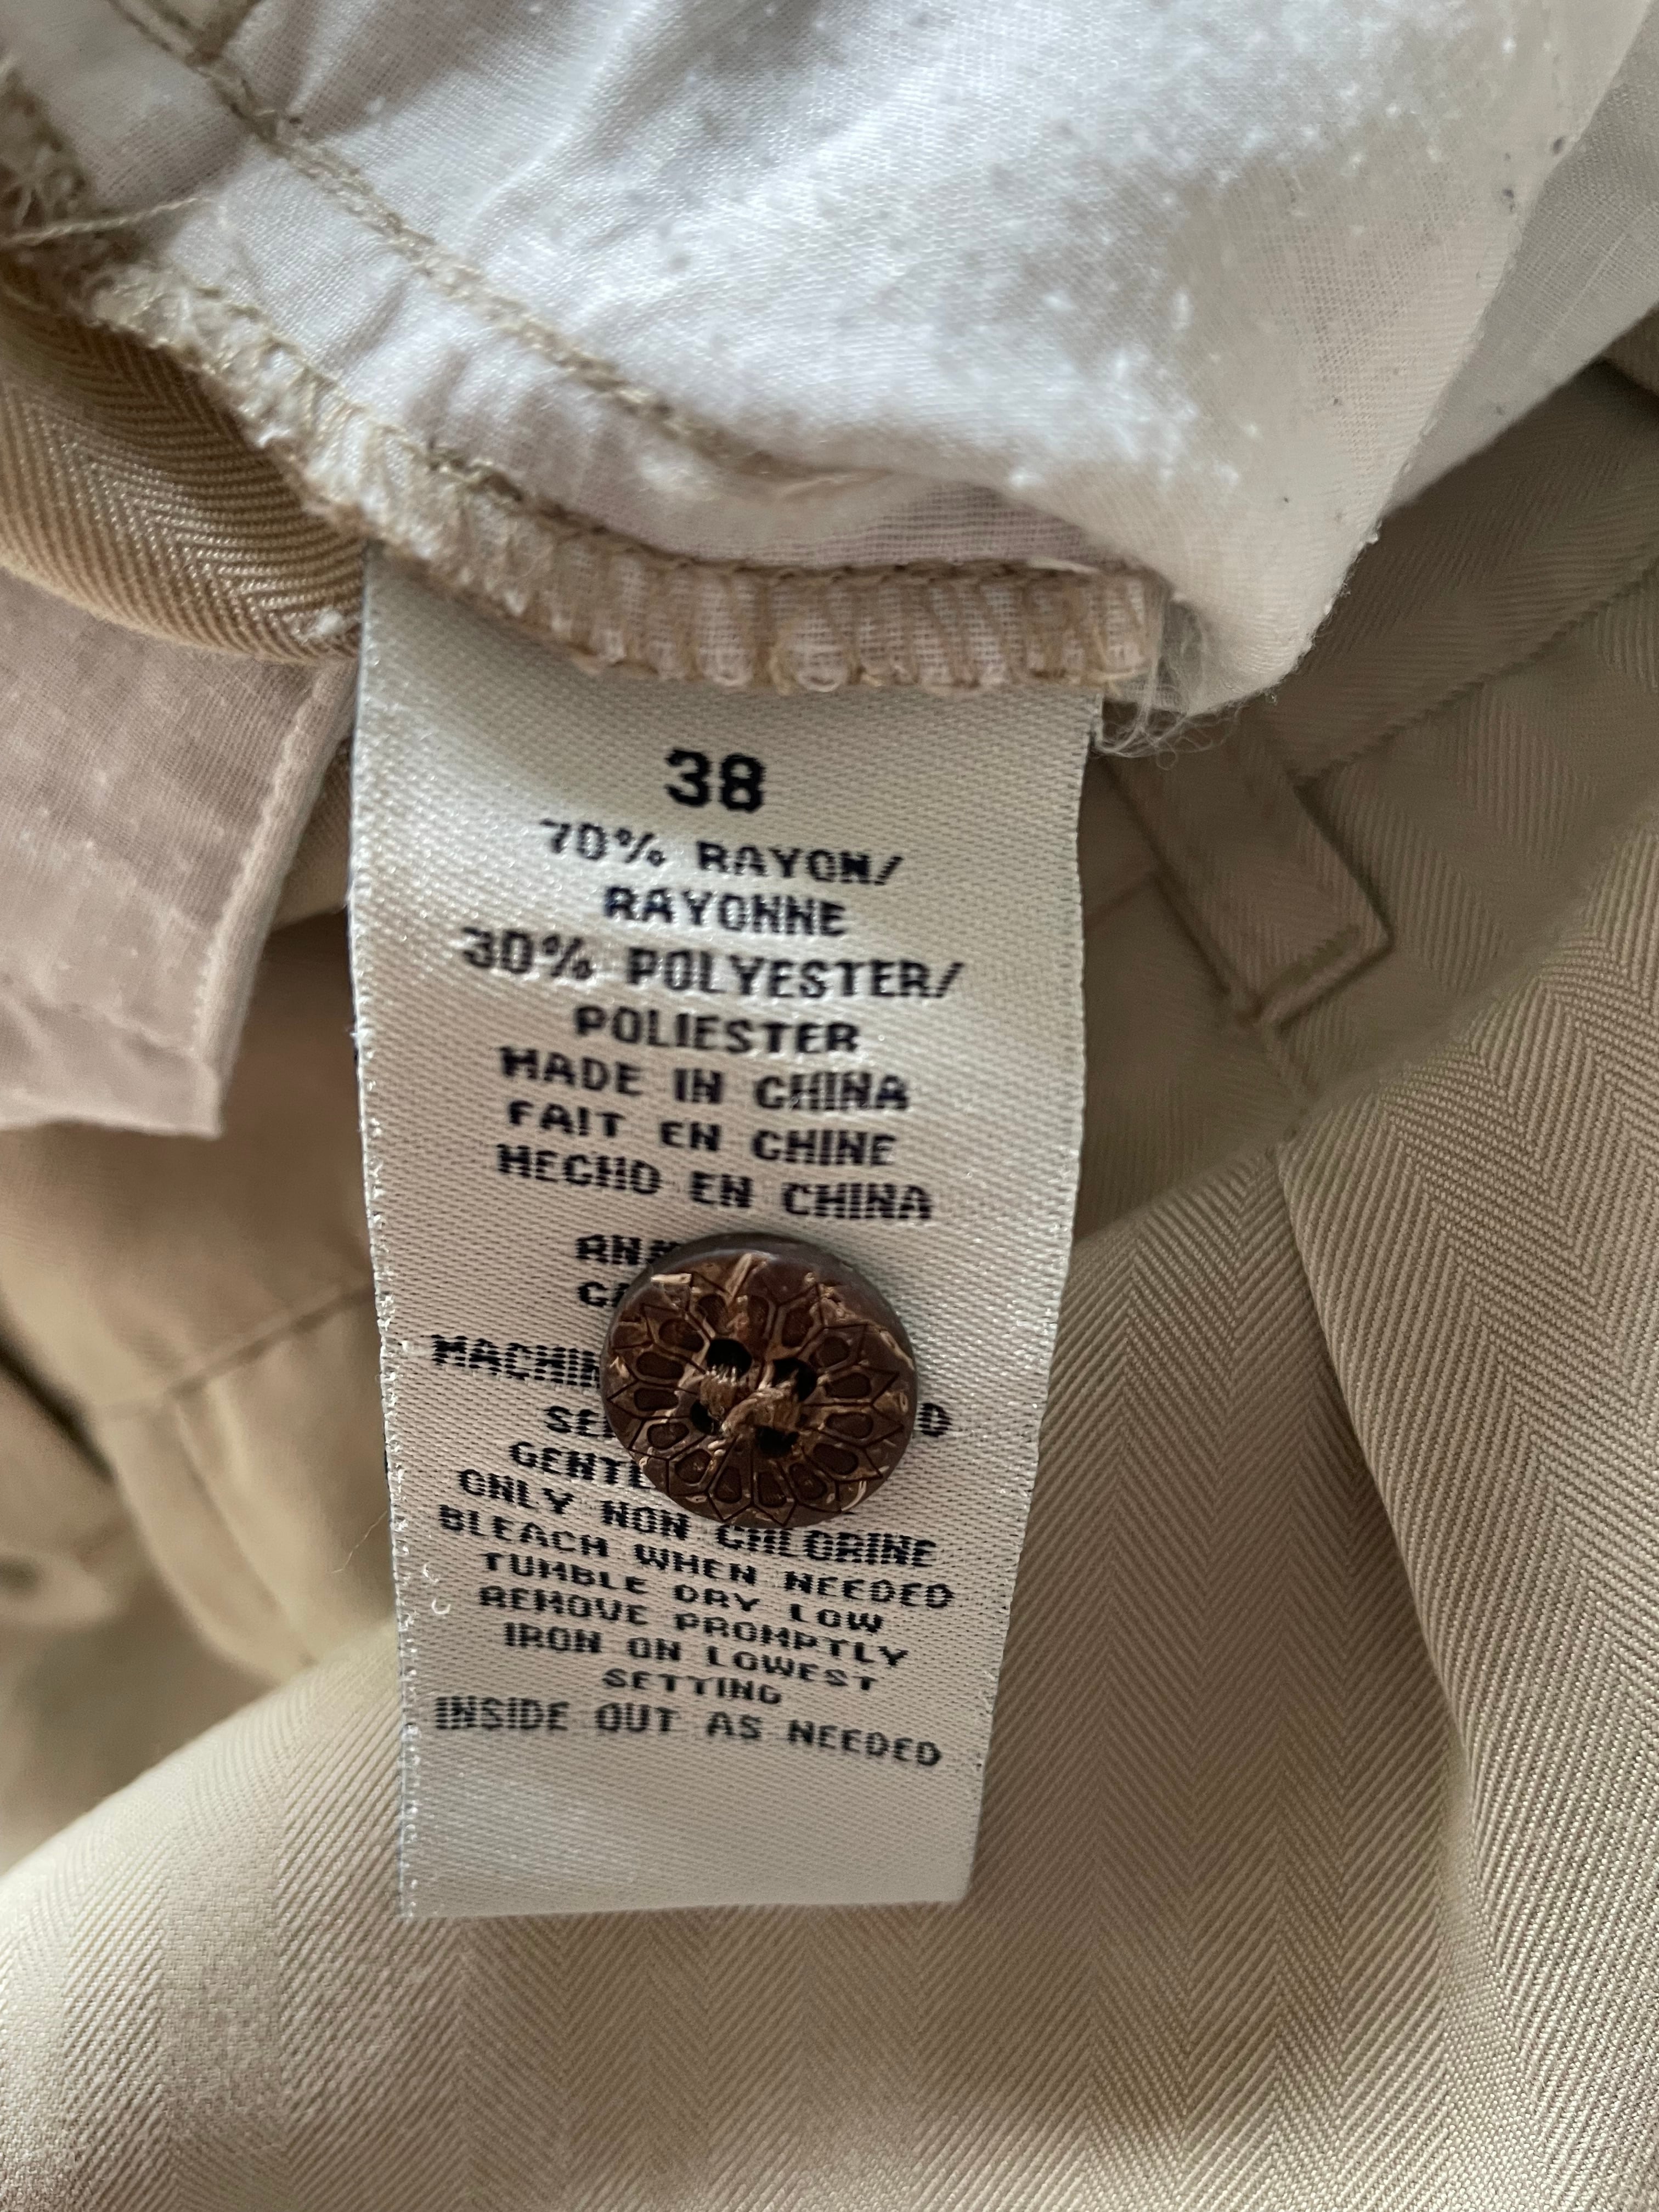 38
70% RAYON/
RAYONNE
30% POLYESTER/
POLIESTER
MADE IN CHINA
FAIT EN CHINE
HECHO EN CHINA
GENTLE
ONLY NON CHLORINE
BLEACH WHEN NEEDED
TUMBLE DRY LOW
REMOVE PROMPTLY
IRON ON LOWEST
SETTING
INSIDE OUT AS NEEDED